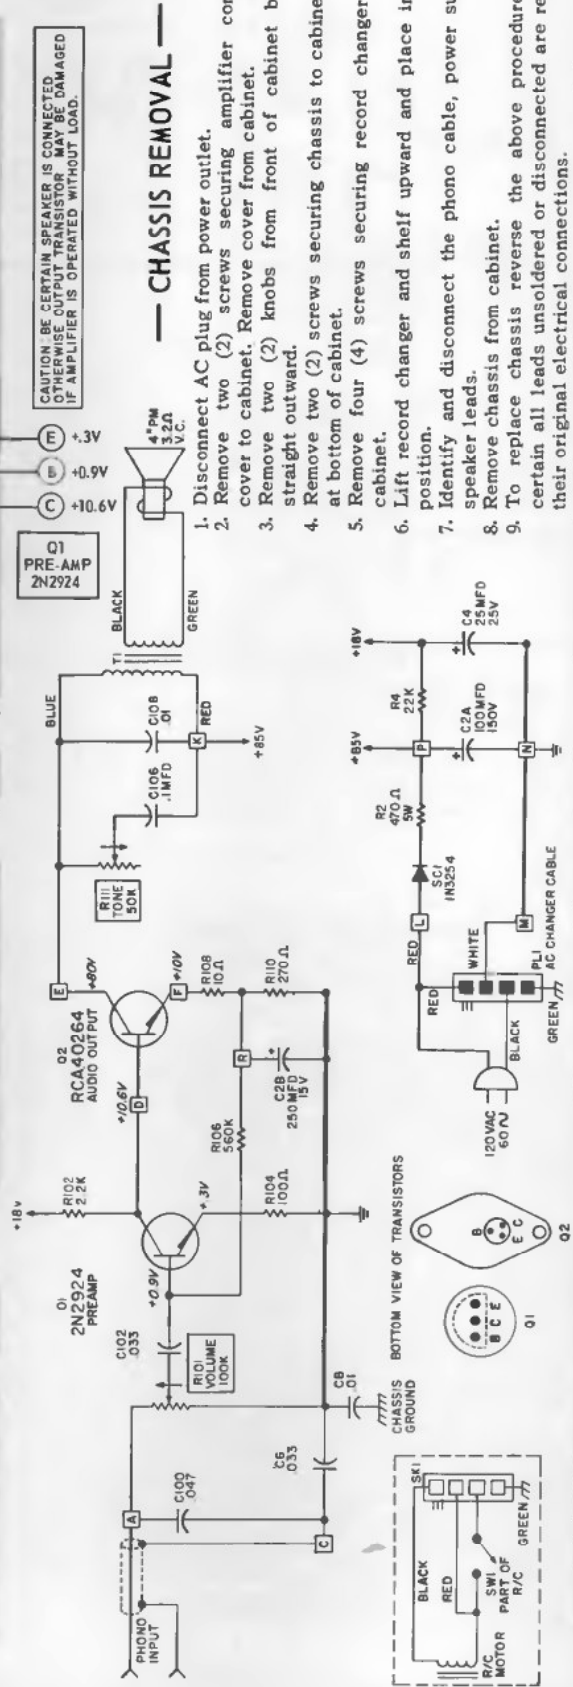 CAUTION: BE CERTAIN SPEAKER IS CONNECTED
OTHERWISE OUTPUT TRANSISTOR MAY BE DAMAGED
IF AMPLIFIER IS OPERATED WITHOUT LOAD.
E +.3V
B +0.9V
C +10.6V
Q1
PRE-AMP
2N2924
— CHASSIS REMOVAL —
1. Disconnect AC plug from power outlet.
2. Remove two (2) screws securing amplifier
cover to cabinet. Remove cover from cabinet.
3. Remove two (2) knobs from front of cabinet
straight outward.
4. Remove two (2) screws securing chassis to
at bottom of cabinet.
5. Remove four (4) screws securing record changer
cabinet.
6. Lift record changer and shelf upward and place
position.
7. Identify and disconnect the phono cable, power
speaker leads.
8. Remove chassis from cabinet.
9. To replace chassis reverse the above
certain all leads unsoldered or disconnected are
their original electrical connections.
PHONO
INPUT
A
C100
.047
C
C6
.033
C8
.01
CHASSIS
GROUND
R101
VOLUME
100K
C102
.033
Q1
2N2924
PREAMP
+0.9V
+.3V
+18V
R102
2.2K
R104
100Ω
+10.6V
D
R106
560K
Q2
RCA40264
AUDIO OUTPUT
E
+80V
+10V
F
R108
10Ω
R
R110
270Ω
C2B
250MFD
15V
R111
TONE
50K
C106
.1MFD
C108
.01
BLUE
RED
K
+85V
T1
BLACK
GREEN
4"PM
3.2Ω
V.C.
BLACK
RED
SK1
R/C
MOTOR
SW1
PART OF
R/C
GREEN
BOTTOM VIEW OF TRANSISTORS
B C E
Q1
B
E C
Q2
120VAC
60∿
BLACK
RED
RED
WHITE
GREEN
PL1
AC CHANGER CABLE
L
M
SC1
1N3254
R2
470Ω
5W
+85V
P
C2A
100MFD
150V
N
R4
22K
+18V
C4
25MFD
25V